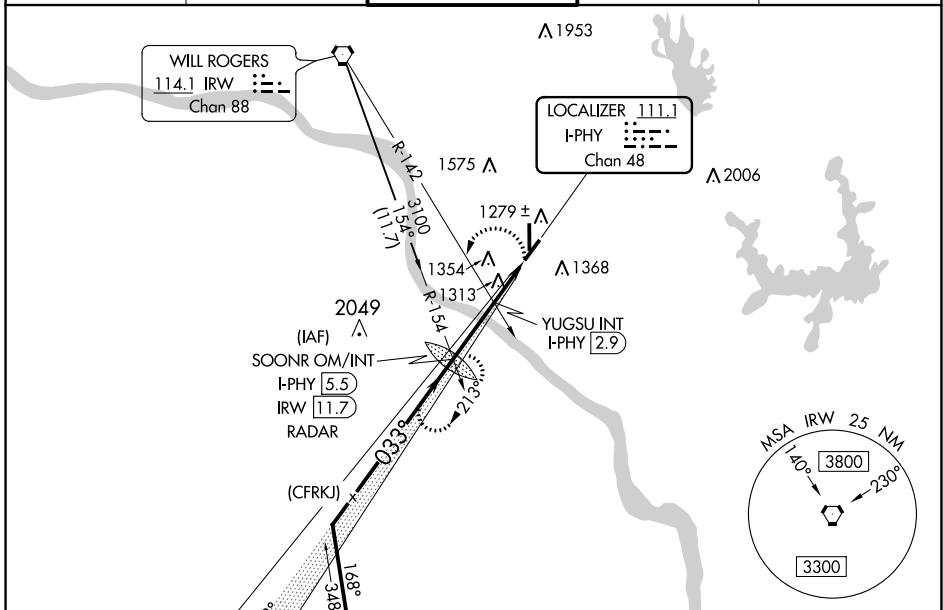 1953
WILL ROGERS
114.1 IRW
Chan 88
LOCALIZER 111.1
I-PHY
Chan 48
R-142
3100
154°
(11.7)
R-154
1575
2006
1279 ±
1354
1313
1368
2049
YUGSU INT
I-PHY 2.9
(IAF)
SOONR OM/INT
I-PHY 5.5
IRW 11.7
RADAR
213°
033°
(CFRKJ)
168°
348
MSA IRW 25 NM
140°
3800
230°
3300